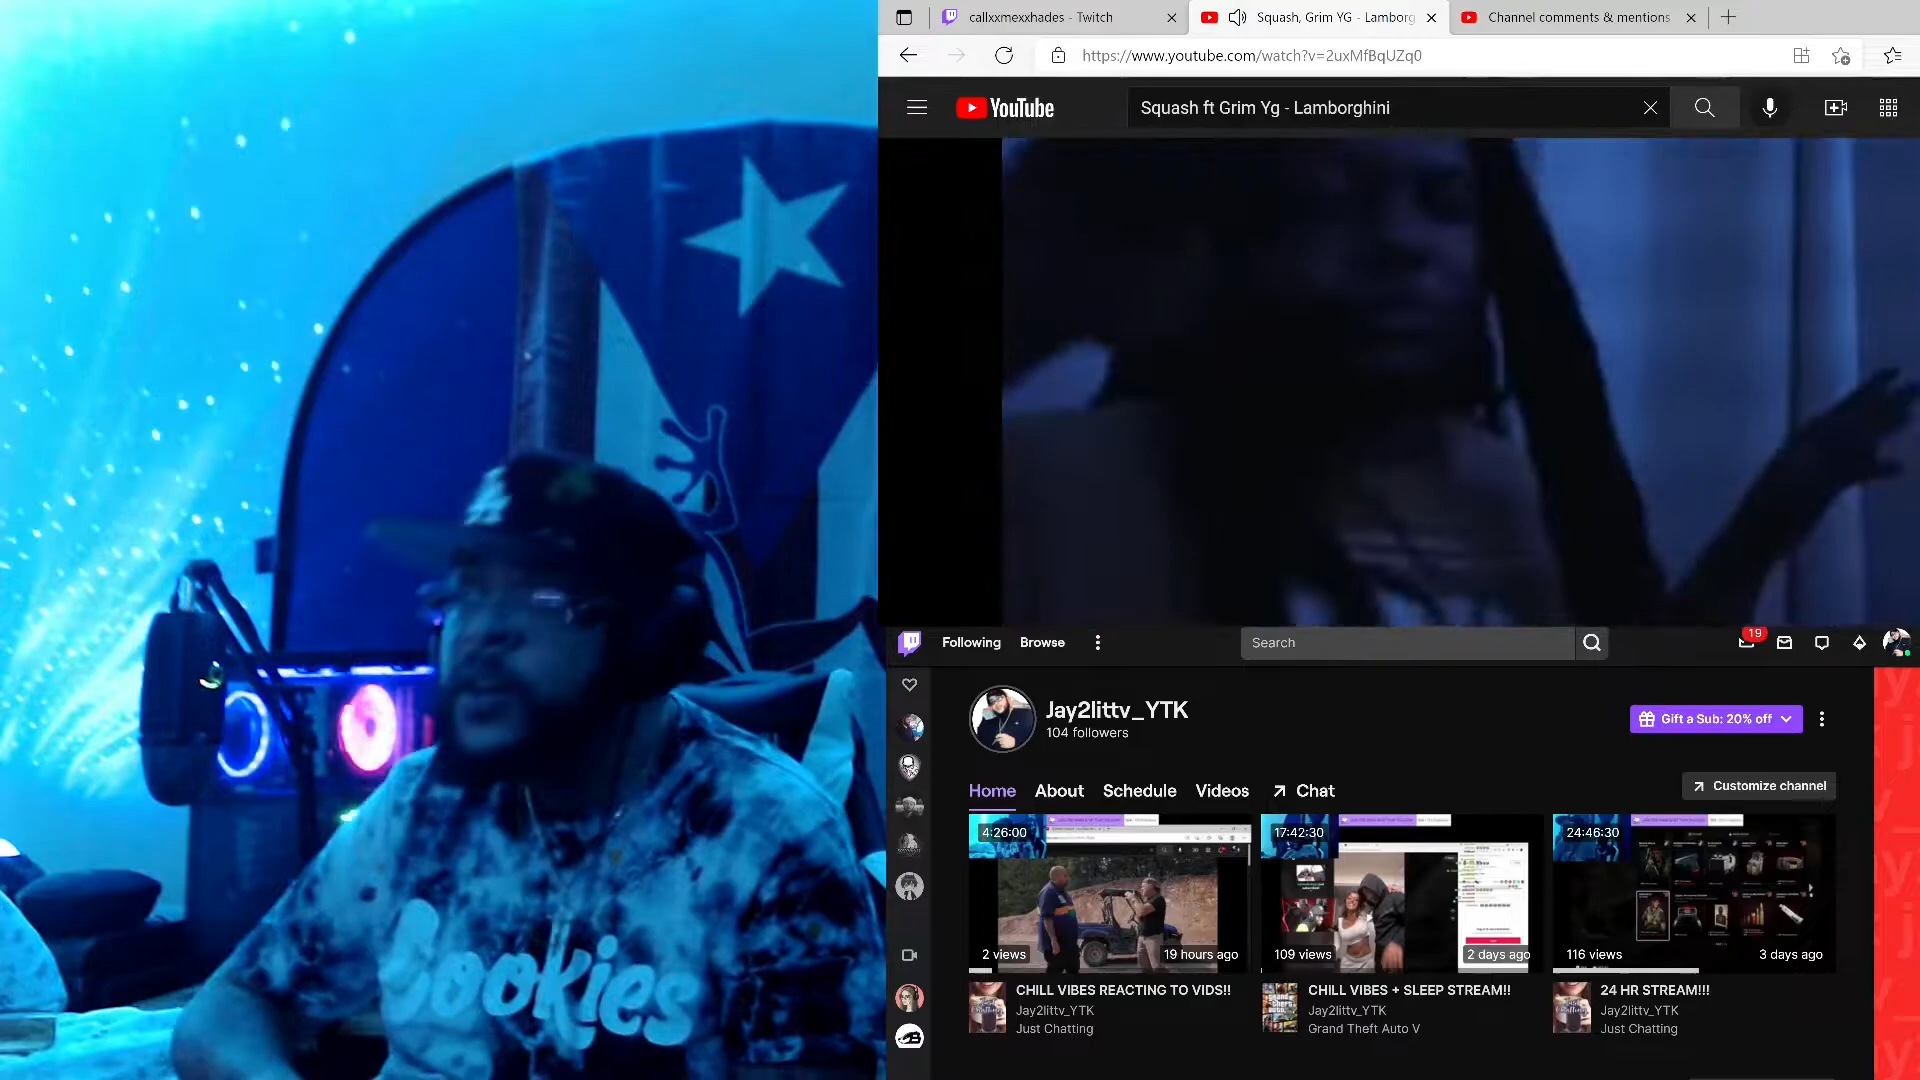 callxxmexxhades - Twitch
Squash, Grim YG - Lamborg
Channel comments & mentions
https://www.youtube.com/watch?v=2uxMfBqUZq0
YouTube
Squash ft Grim Yg - Lamborghini
Following
Browse
Search
19
Jay2littv_YTK
104 followers
Gift a Sub: 20% off
Home
About
Schedule
Videos
Chat
Customize channel
4:26:00
17:42:30
24:46:30
2 views
19 hours ago
109 views
2 days ago
116 views
3 days ago
CHILL VIBES REACTING TO VIDS!!
Jay2littv_YTK
Just Chatting
CHILL VIBES + SLEEP STREAM!!
Jay2littv_YTK
Grand Theft Auto V
24 HR STREAM!!!
Jay2littv_YTK
Just Chatting
Cookies